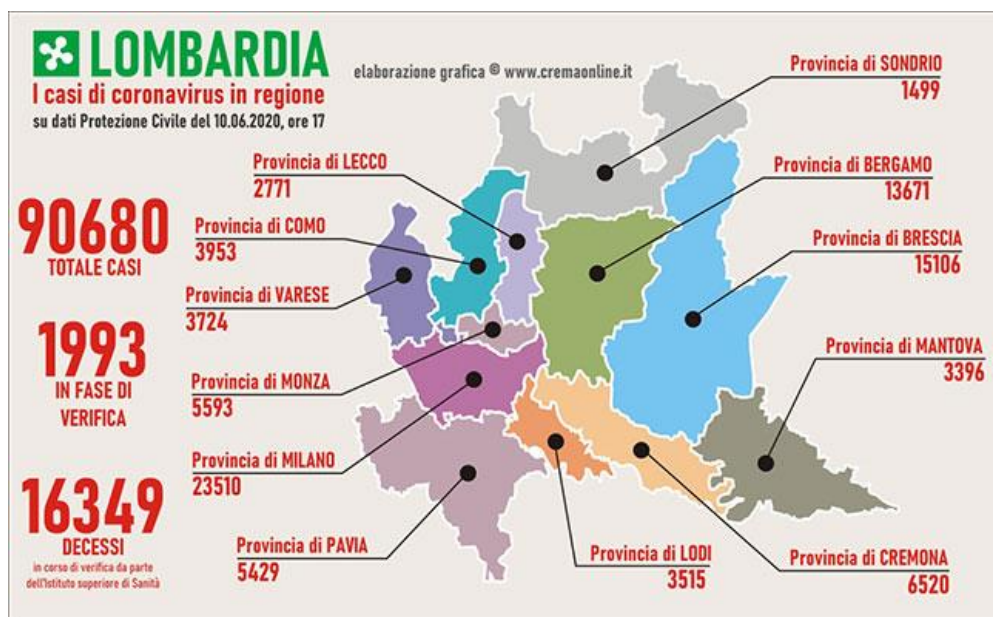 LOMBARDIA
I casi di coronavirus in regione
su dati Protezione Civile del 10.06.2020, ore 17
elaborazione grafica © www.cremaonline.it
Provincia di SONDRIO
1499
Provincia di LECCO
2771
Provincia di BERGAMO
13671
90680
TOTALE CASI
Provincia di COMO
3953
Provincia di BRESCIA
15106
Provincia di VARESE
3724
1993
IN FASE DI
VERIFICA
Provincia di MANTOVA
3396
Provincia di MONZA
5593
Provincia di MILANO
23510
16349
DECESSI
in corso di verifica da parte
dell'Istituto superiore di Sanità
Provincia di PAVIA
5429
Provincia di LODI
3515
Provincia di CREMONA
6520